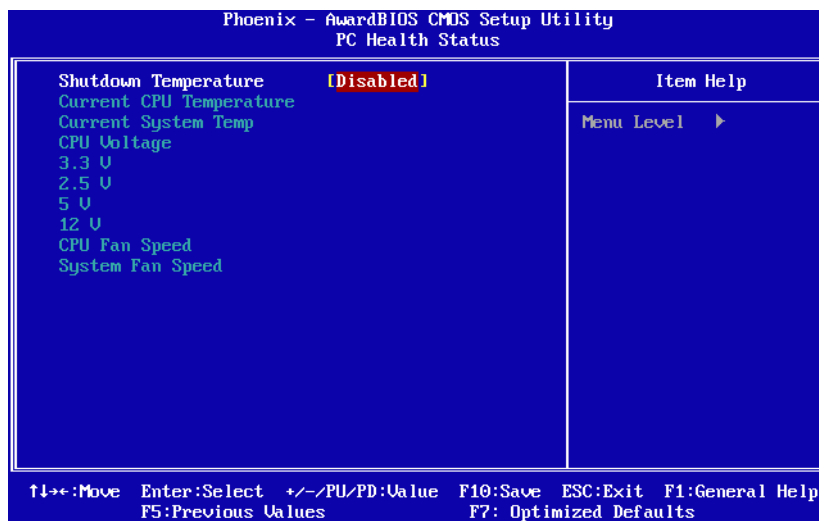 Phoenix - AwardBIOS CMOS Setup Utility
PC Health Status
Shutdown Temperature [Disabled]
Current CPU Temperature
Current System Temp
CPU Voltage
3.3 V
2.5 V
5 V
12 V
CPU Fan Speed
System Fan Speed
Item Help
Menu Level ▶
↑↓→←:Move Enter:Select +/-/PU/PD:Value F10:Save ESC:Exit F1:General Help
F5:Previous Values F7: Optimized Defaults